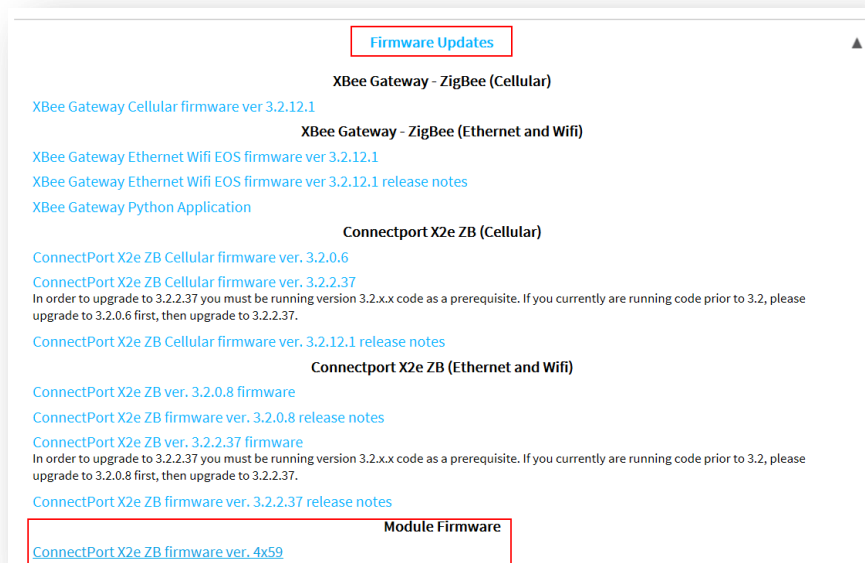 Firmware Updates
XBee Gateway - ZigBee (Cellular)
XBee Gateway Cellular firmware ver 3.2.12.1
XBee Gateway - ZigBee (Ethernet and Wifi)
XBee Gateway Ethernet Wifi EOS firmware ver 3.2.12.1
XBee Gateway Ethernet Wifi EOS firmware ver 3.2.12.1 release notes
XBee Gateway Python Application
Connectport X2e ZB (Cellular)
ConnectPort X2e ZB Cellular firmware ver. 3.2.0.6
ConnectPort X2e ZB Cellular firmware ver. 3.2.2.37
In order to upgrade to 3.2.2.37 you must be running version 3.2.x.x code as a prerequisite. If you currently are running code prior to 3.2, please
upgrade to 3.2.0.6 first, then upgrade to 3.2.2.37.
ConnectPort X2e ZB Cellular firmware ver. 3.2.12.1 release notes
Connectport X2e ZB (Ethernet and Wifi)
ConnectPort X2e ZB ver. 3.2.0.8 firmware
ConnectPort X2e ZB firmware ver. 3.2.0.8 release notes
ConnectPort X2e ZB ver. 3.2.2.37 firmware
In order to upgrade to 3.2.2.37 you must be running version 3.2.x.x code as a prerequisite. If you currently are running code prior to 3.2, please
upgrade to 3.2.0.8 first, then upgrade to 3.2.2.37.
ConnectPort X2e ZB firmware ver. 3.2.2.37 release notes
Module Firmware
ConnectPort X2e ZB firmware ver. 4x59